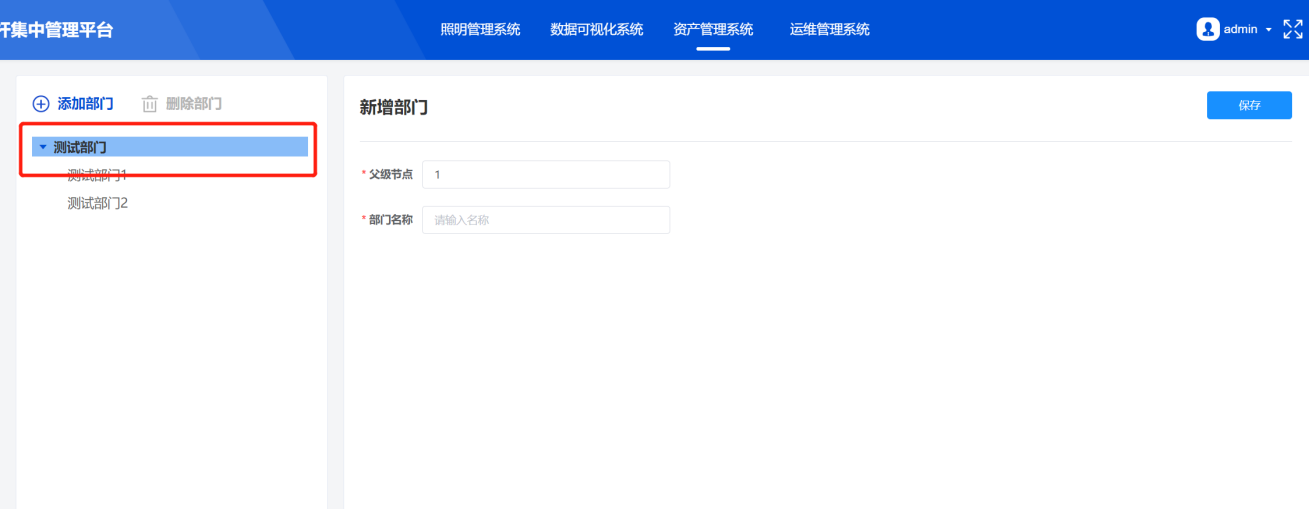 杆集中管理平台
照明管理系统 数据可视化系统 资产管理系统 运维管理系统
admin
添加部门 删除部门
测试部门
测试部门1
测试部门2
新增部门
保存
* 父级节点 1
* 部门名称 请输入名称